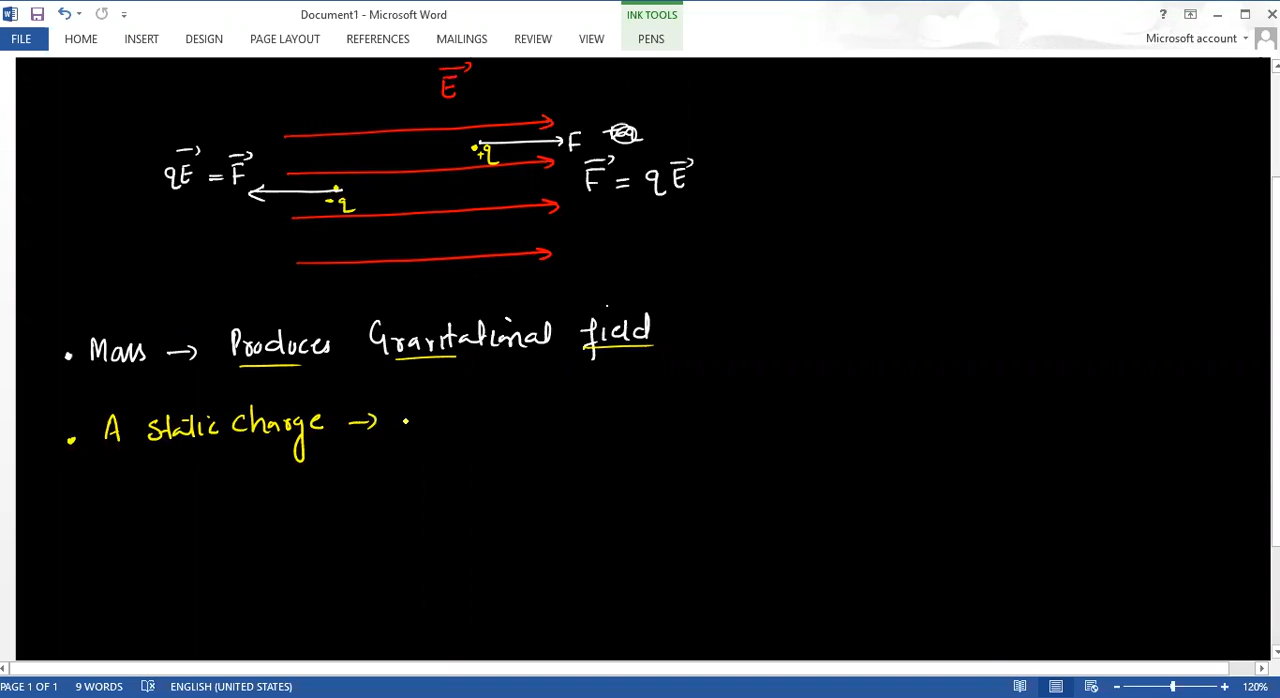 Document1 - Microsoft Word
INK TOOLS
?
FILE HOME INSERT DESIGN PAGE LAYOUT REFERENCES MAILINGS REVIEW VIEW PENS
Microsoft account
E
F
+q
qE = F
F = qE
-q
• Mass → Produces Gravitational field
• A static charge →
PAGE 1 OF 1 9 WORDS ENGLISH (UNITED STATES) 120%